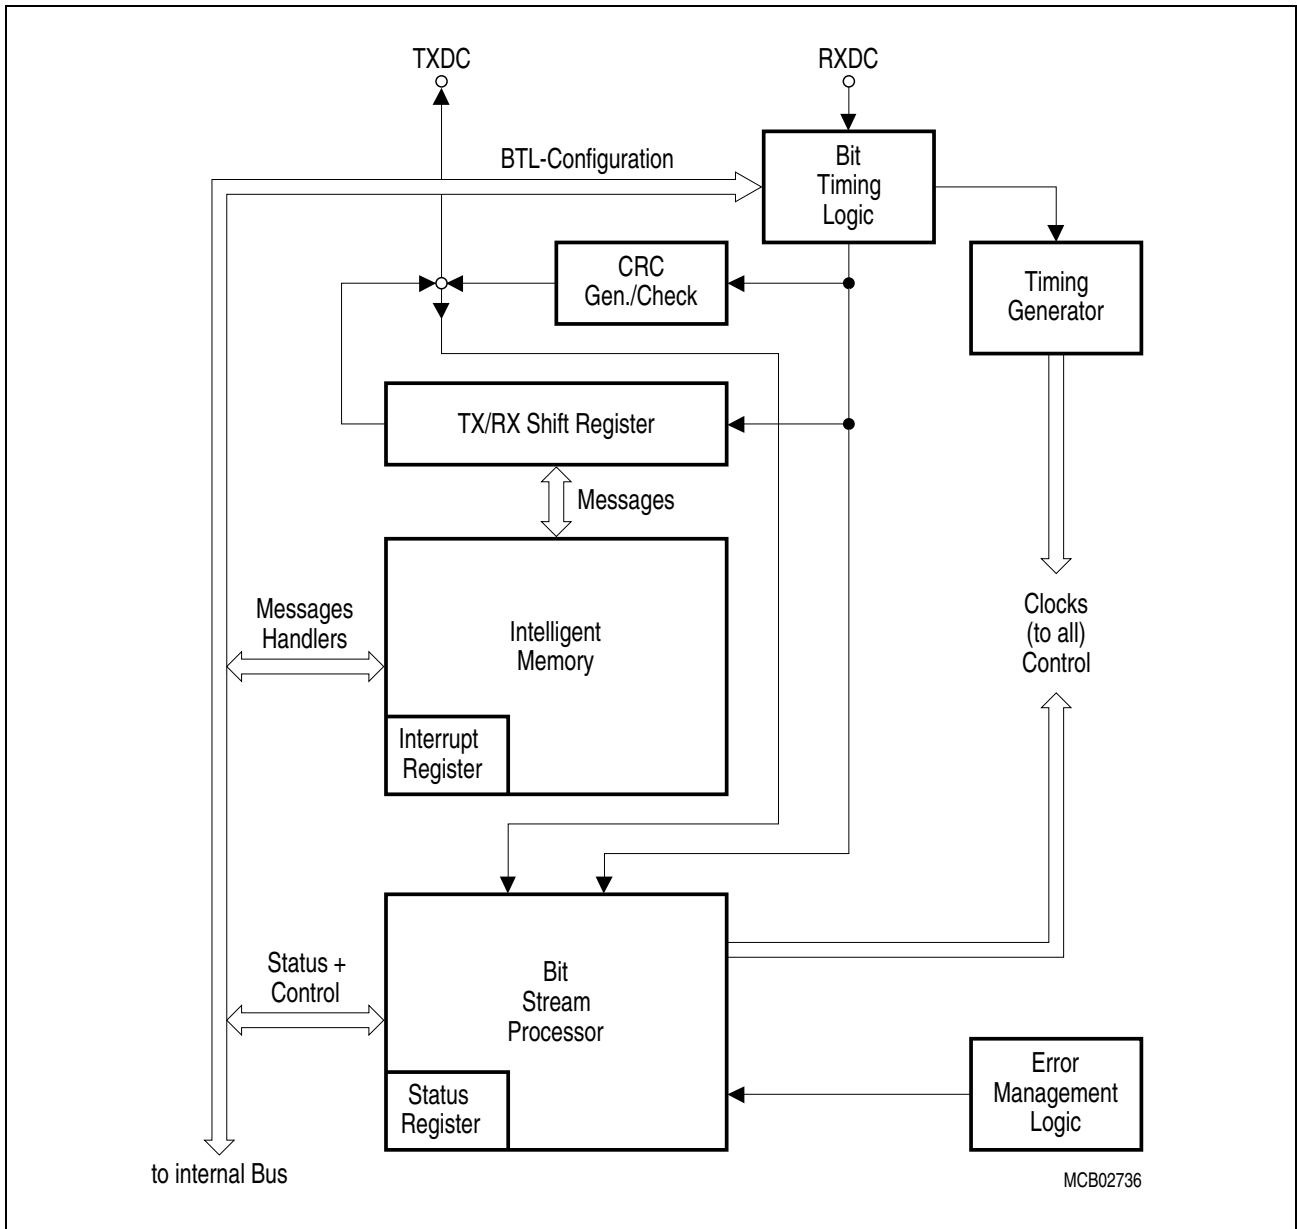 TXDC
RXDC
BTL-Configuration
Bit
Timing
Logic
CRC
Gen./Check
Timing
Generator
TX/RX Shift Register
Messages
Messages
Handlers
Intelligent
Memory
Clocks
(to all)
Control
Interrupt
Register
Status +
Control
Bit
Stream
Processor
Status
Register
Error
Management
Logic
to internal Bus
MCB02736